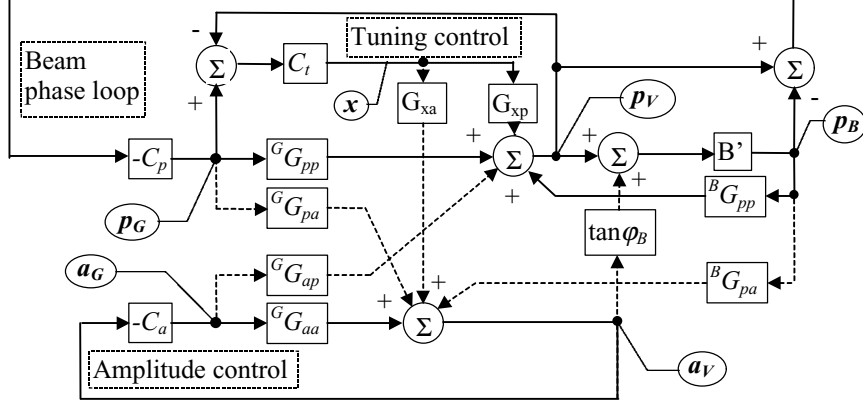 Tuning control
Beam
phase loop
-
+
Σ
C_t
x
G_xa
G_xp
+
Σ
-
p_V
p_B
-C_p
^G G_pp
+
Σ
+
+
Σ
+
B’
p_G
^G G_pa
^B G_pp
tanφ_B
a_G
^G G_ap
^B G_pa
-C_a
^G G_aa
+
+
+
Σ
+
Amplitude control
a_V